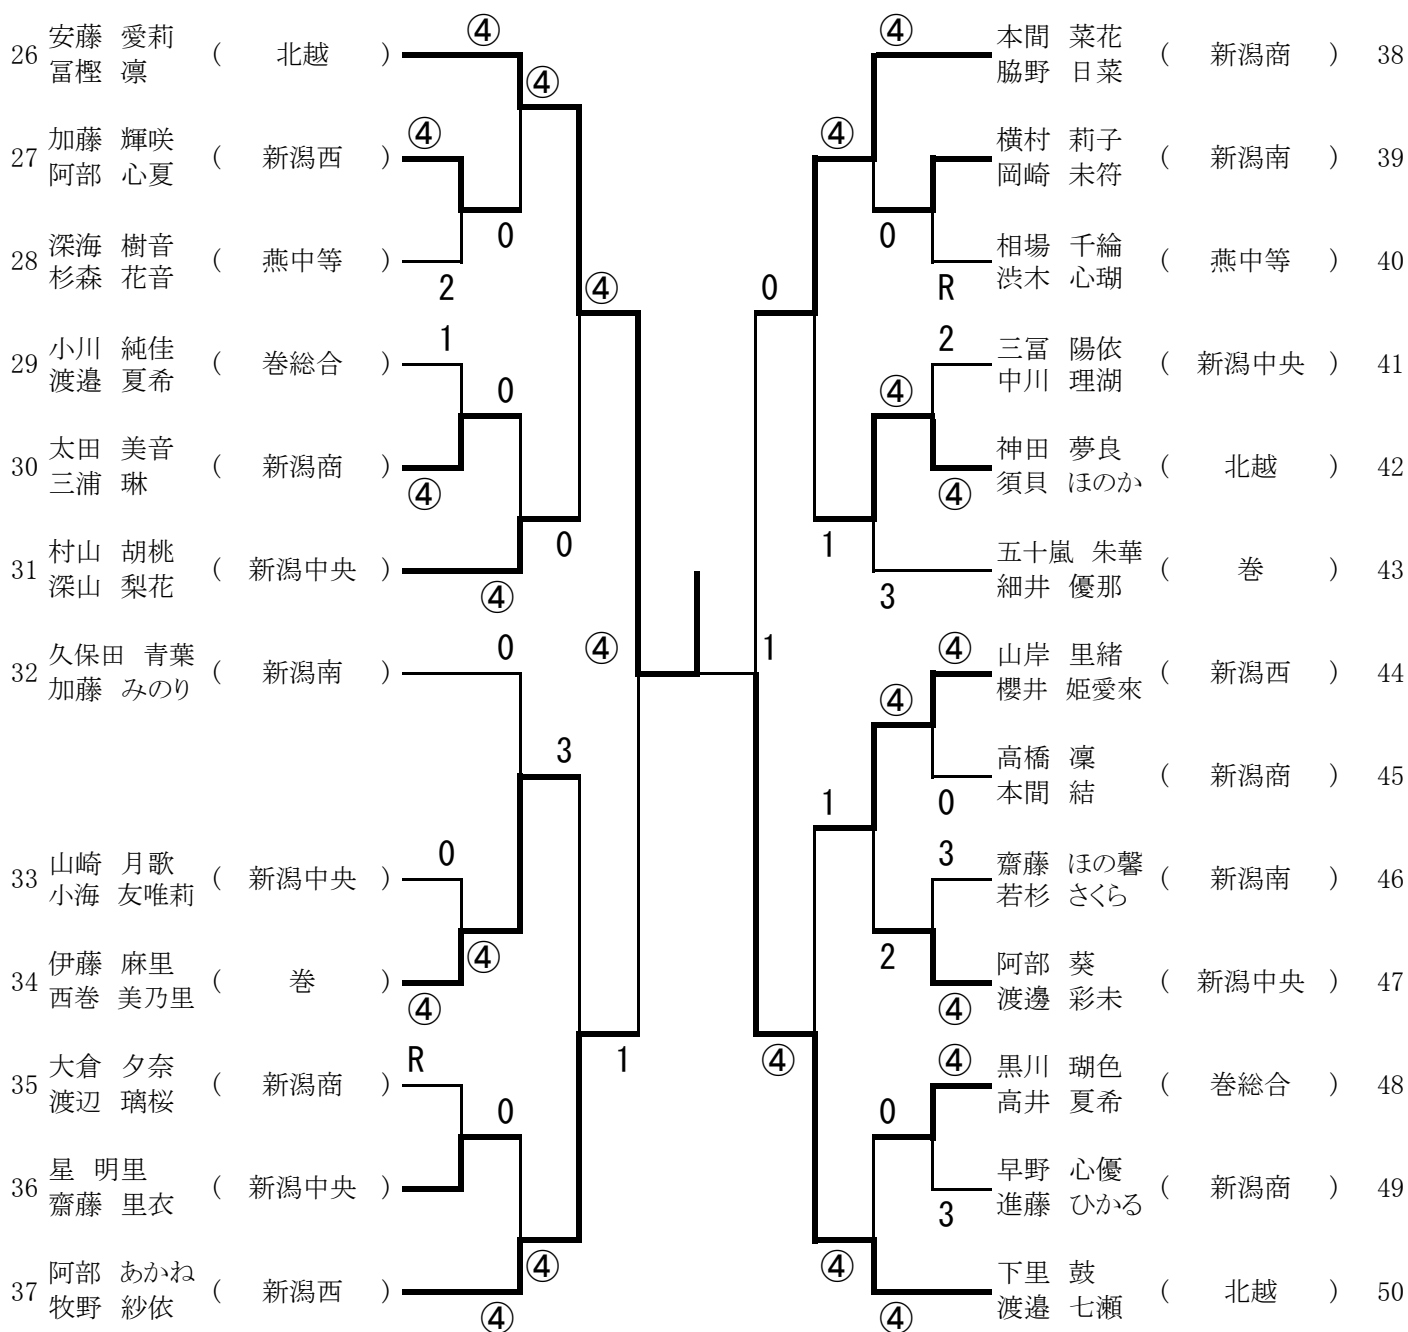 ④
26 安藤 愛莉 ( 北越 )
冨樫 凛
④
④
27 加藤 輝咲 ( 新潟西 )
阿部 心夏
0
28 深海 樹音 ( 燕中等 )
杉森 花音
2
④
1
29 小川 純佳 ( 巻総合 )
渡邉 夏希
0
30 太田 美音 ( 新潟商 )
三浦 琳
④
0
31 村山 胡桃 ( 新潟中央 )
深山 梨花
④
0
④
32 久保田 青葉 ( 新潟南 )
加藤 みのり
3
0
33 山崎 月歌 ( 新潟中央 )
小海 友唯莉
④
34 伊藤 麻里 ( 巻 )
西巻 美乃里
④
R
1
35 大倉 夕奈 ( 新潟商 )
渡辺 璃桜
0
36 星 明里 ( 新潟中央 )
齋藤 里衣
④
37 阿部 あかね ( 新潟西 )
牧野 紗依
④
④
本間 菜花 ( 新潟商 ) 38
脇野 日菜
④
横村 莉子 ( 新潟南 ) 39
岡崎 未符
0
相場 千綸 ( 燕中等 ) 40
渋木 心瑚
R
0
2
三冨 陽依 ( 新潟中央 ) 41
中川 理湖
④
神田 夢良 ( 北越 ) 42
須貝 ほのか
④
1
五十嵐 朱華 ( 巻 ) 43
細井 優那
3
1
④
山岸 里緒 ( 新潟西 ) 44
櫻井 姫愛來
④
高橋 凜 ( 新潟商 ) 45
本間 結
0
1
3
齋藤 ほの馨 ( 新潟南 ) 46
若杉 さくら
2
阿部 葵 ( 新潟中央 ) 47
渡邊 彩未
④
④
④
黒川 瑚色 ( 巻総合 ) 48
高井 夏希
0
早野 心優 ( 新潟商 ) 49
進藤 ひかる
3
④
下里 鼓 ( 北越 ) 50
渡邉 七瀬
④